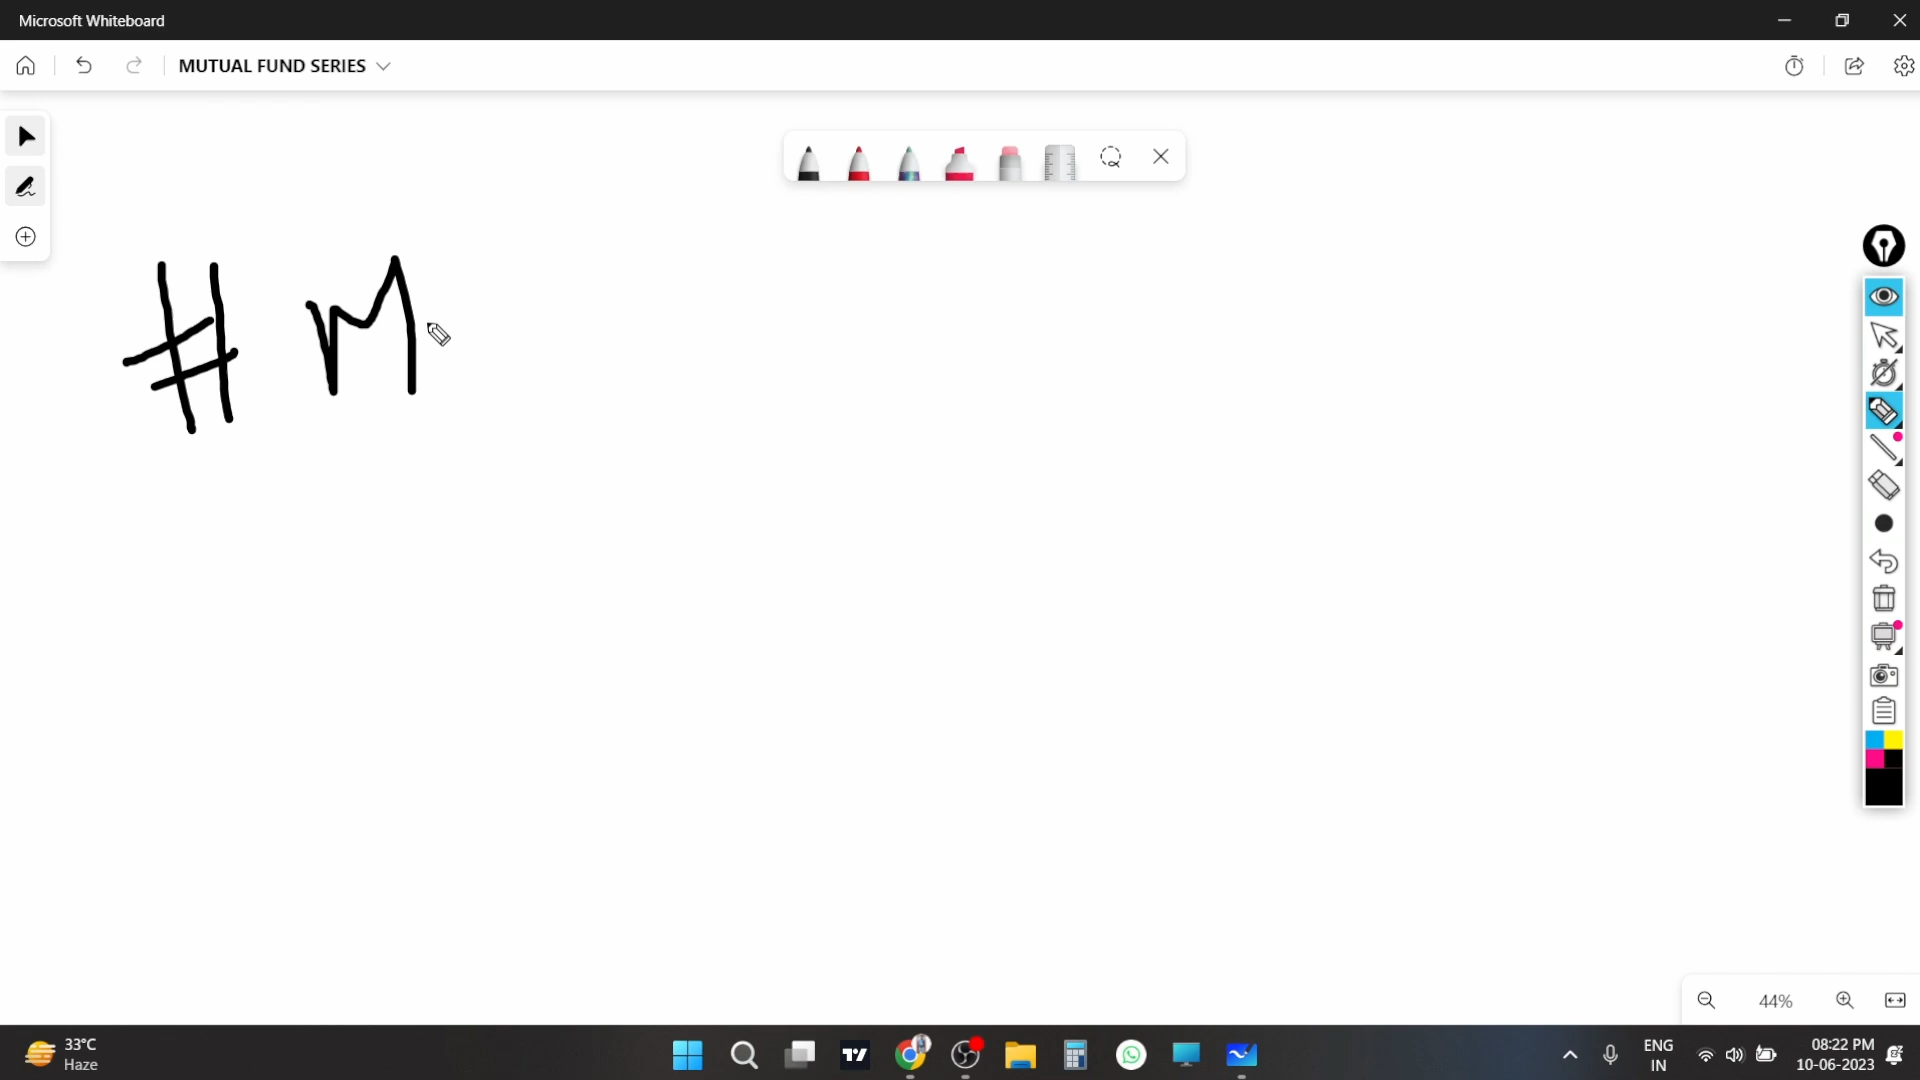 Microsoft Whiteboard
MUTUAL FUND SERIES
# M
44%
33°C
Haze
ENG
IN
08:22 PM
10-06-2023